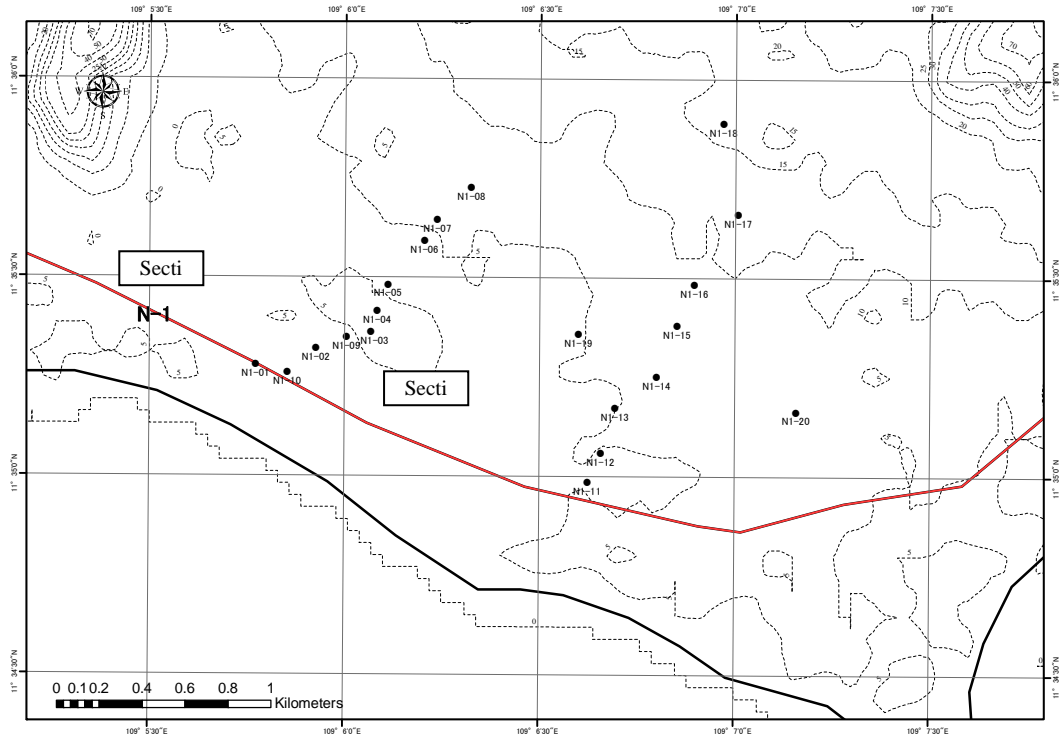 109° 5'30"E 109° 6'0"E 109° 6'30"E 109° 7'0"E 109° 7'30"E
11° 36'0"N
11° 36'0"N
11° 35'30"N
11° 35'30"N
11° 35'0"N
11° 35'0"N
11° 34'30"N
11° 34'30"N
E
S
N1-18
N1-08
N1-07
N1-17
N1-06
Secti
N1-05
N1-16
N-1
N1-04
N1-03
N1-15
N1-09
N1-19
N1-02
N1-01
N1-10
Secti
N1-14
N1-13
N1-20
N1-12
N1-11
0 0.1 0.2 0.4 0.6 0.8 1
Kilometers
109° 5'30"E 109° 6'0"E 109° 6'30"E 109° 7'0"E 109° 7'30"E